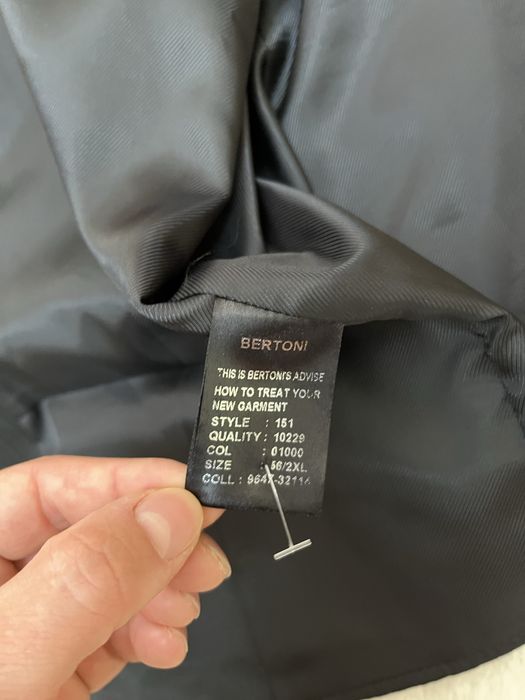 BERTONI
THIS IS BERTONI'S ADVISE
HOW TO TREAT YOUR
NEW GARMENT
STYLE : 151
QUALITY : 10229
COL : 01000
SIZE : 56/2XL
COLL :